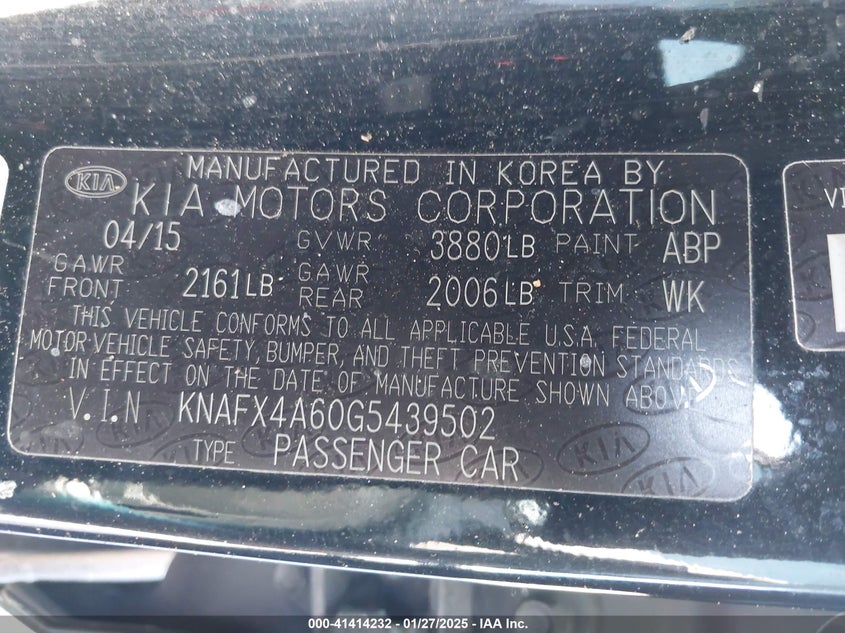 MANUFACTURED IN KOREA BY
KIA KIA MOTORS CORPORATION
04/15 GVWR 3880LB PAINT ABP
GAWR FRONT 2161LB GAWR REAR 2006LB TRIM WK
THIS VEHICLE CONFORMS TO ALL APPLICABLE U.S.A. FEDERAL
MOTOR VEHICLE SAFETY, BUMPER, AND THEFT PREVENTION STANDARDS
IN EFFECT ON THE DATE OF MANUFACTURE SHOWN ABOVE
V.I.N KNAFX4A60G5439502
TYPE PASSENGER CAR
VI
000-41414232 - 01/27/2025 - IAA Inc.